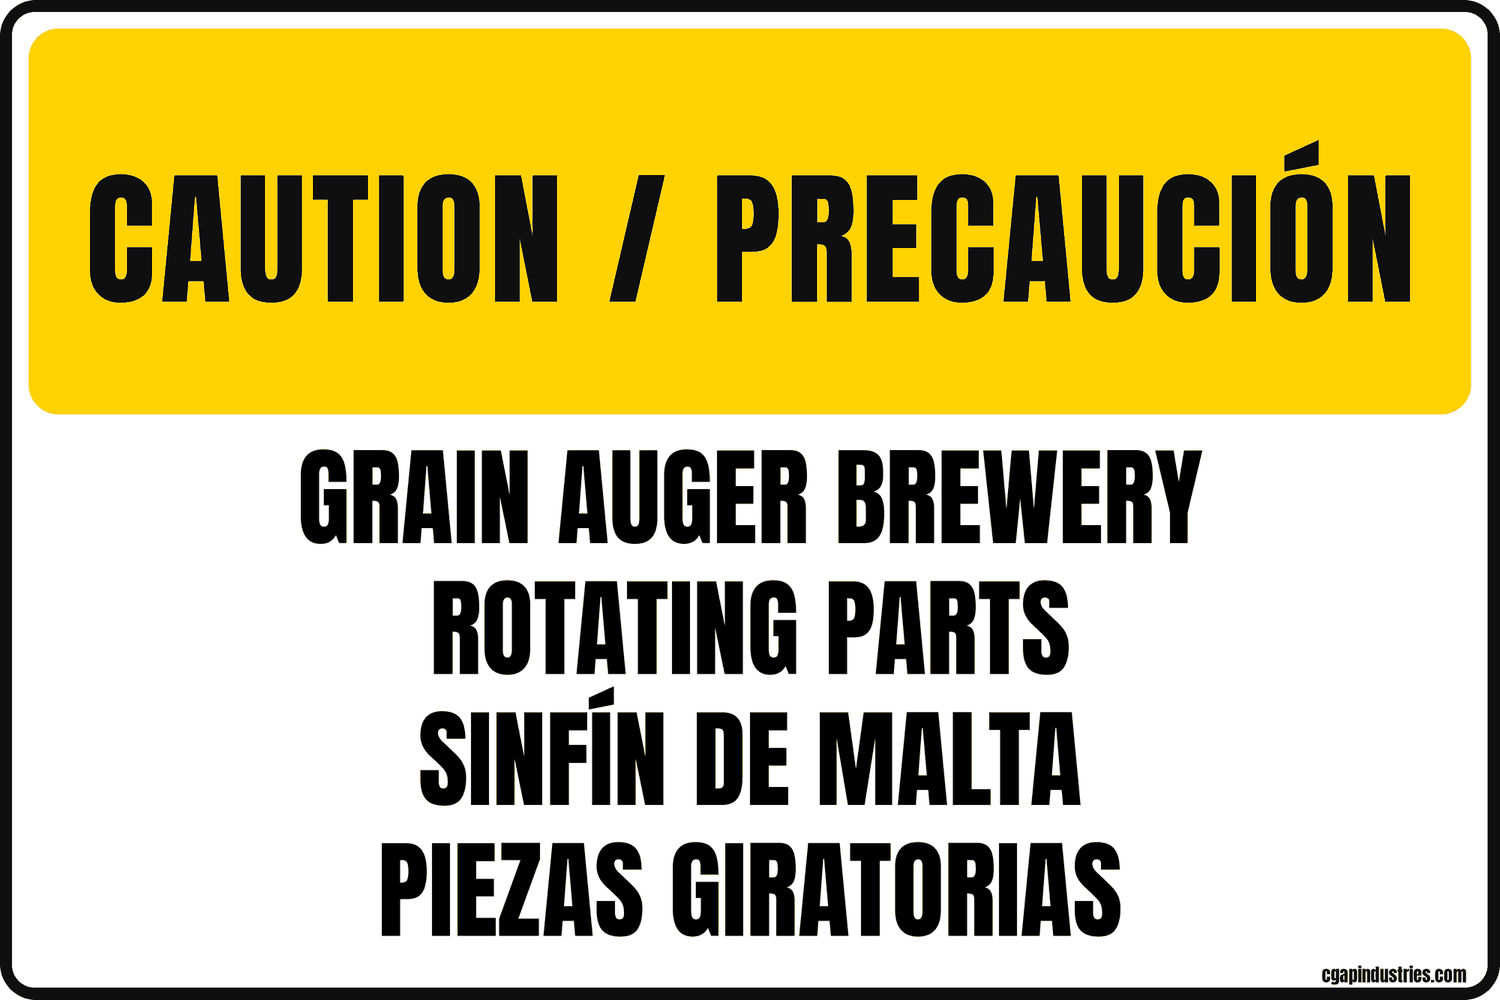 CAUTION / PRECAUCIÓN
GRAIN AUGER BREWERY
ROTATING PARTS
SINFÍN DE MALTA
PIEZAS GIRATORIAS
cgapindustries.com